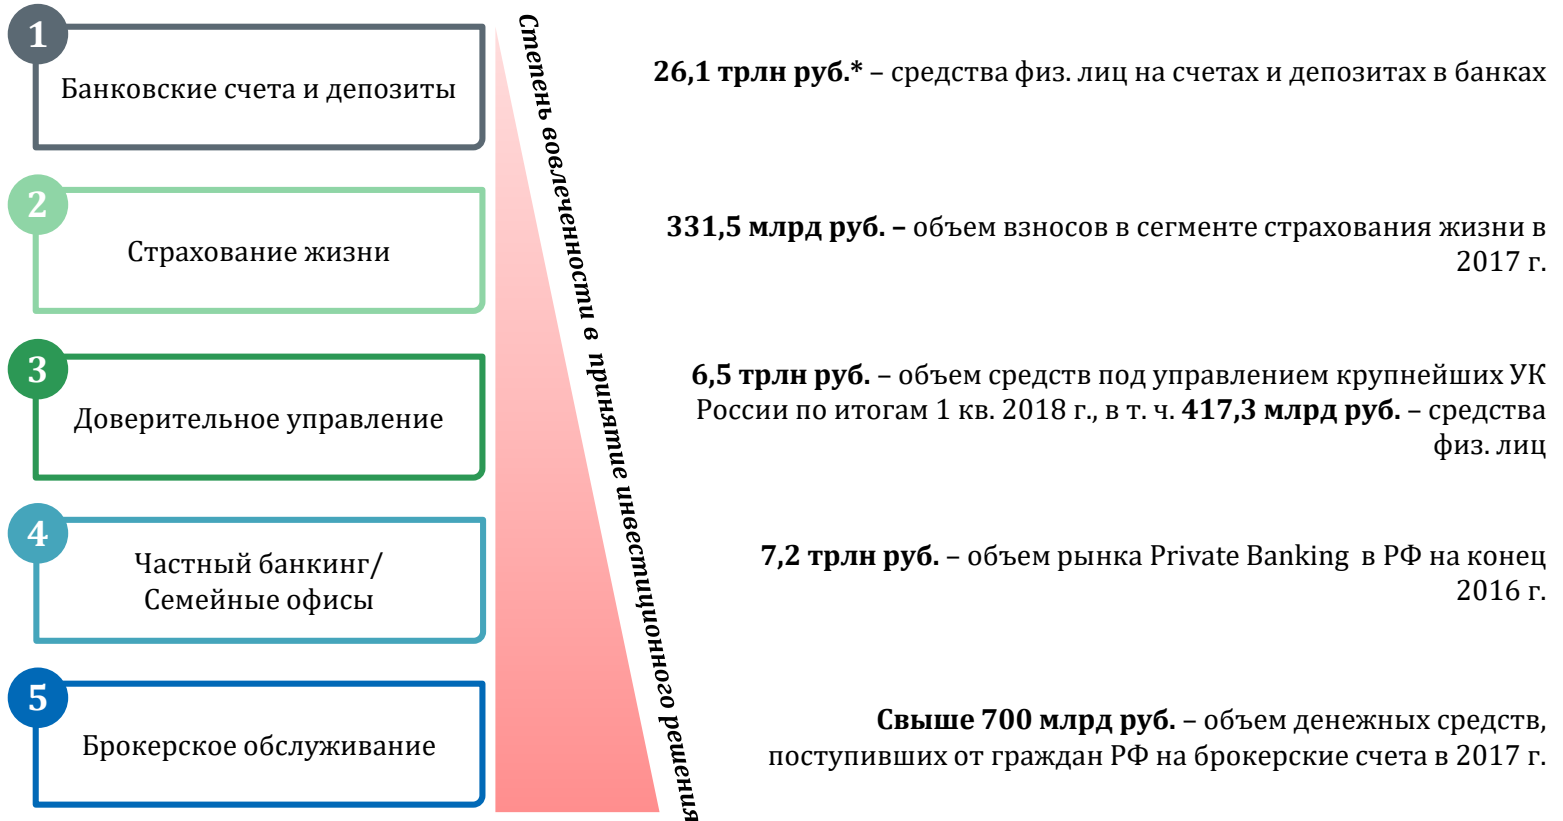 1
Банковские счета и депозиты
26,1 трлн руб.* – средства физ. лиц на счетах и депозитах в банках
2
Страхование жизни
331,5 млрд руб. – объем взносов в сегменте страхования жизни в
2017 г.
3
Доверительное управление
6,5 трлн руб. – объем средств под управлением крупнейших УК
России по итогам 1 кв. 2018 г., в т. ч. 417,3 млрд руб. – средства
физ. лиц
4
Частный банкинг/
Семейные офисы
7,2 трлн руб. – объем рынка Private Banking в РФ на конец
2016 г.
5
Брокерское обслуживание
Свыше 700 млрд руб. – объем денежных средств,
поступивших от граждан РФ на брокерские счета в 2017 г.
Степень вовлеченности в принятие инвестиционного решения